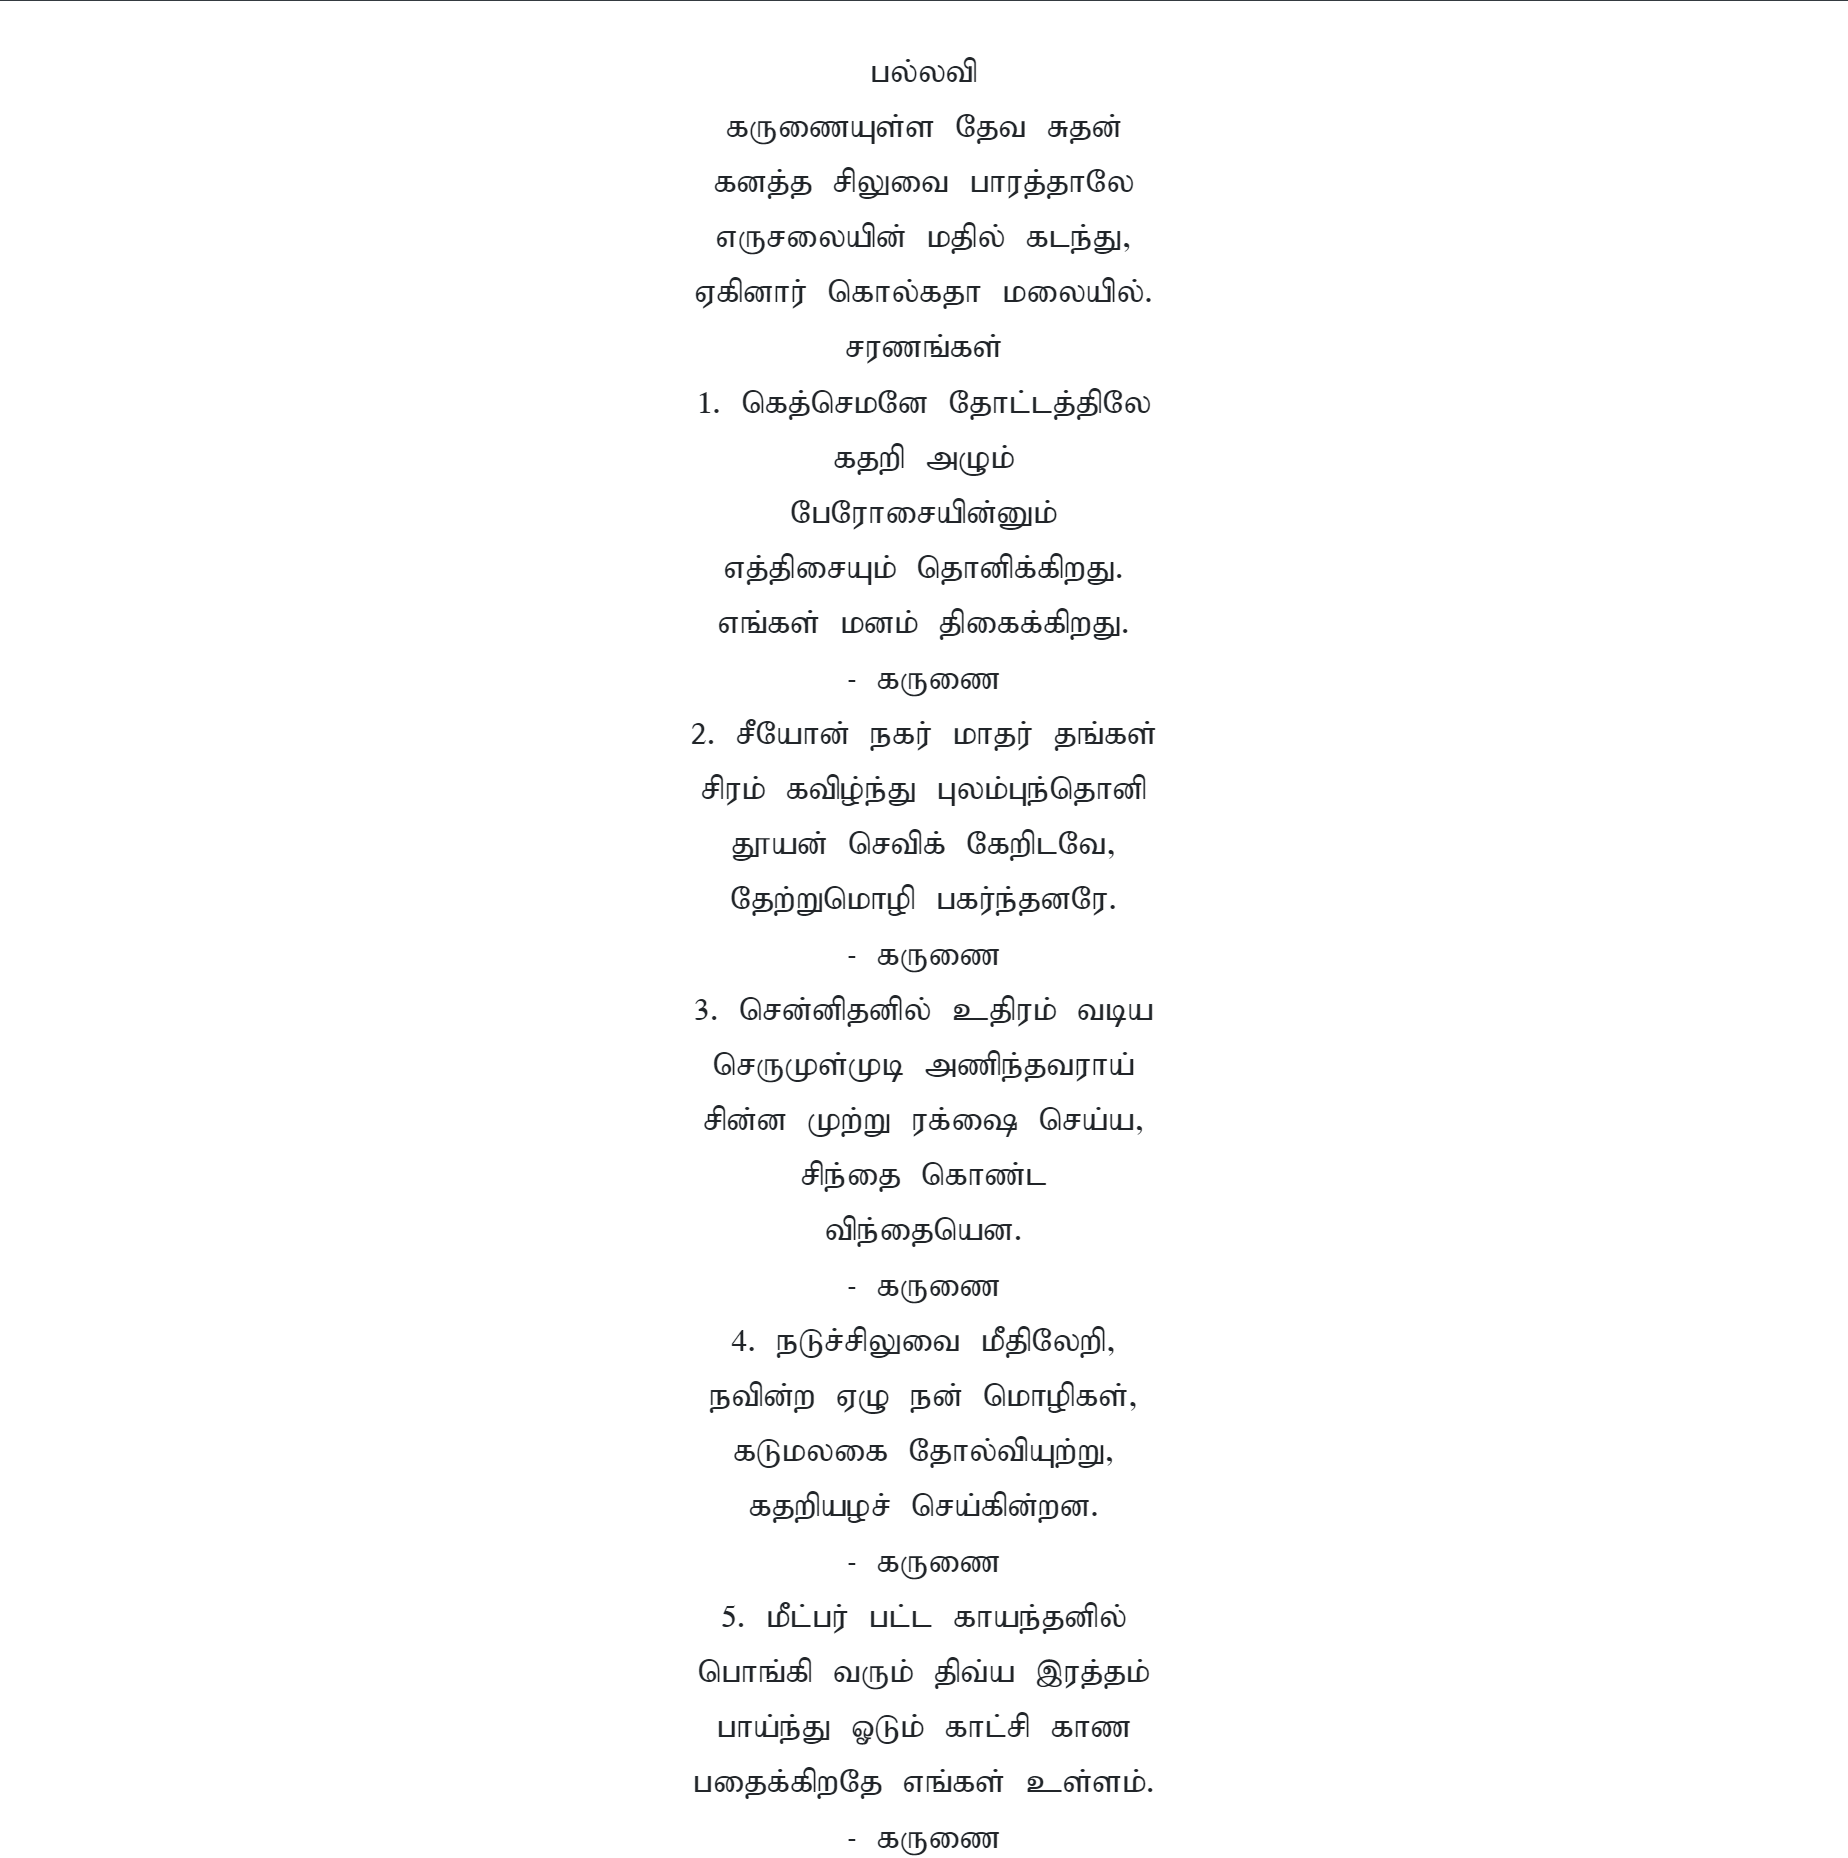 பல்லவி
கருணையுள்ள தேவ சுதன்
கனத்த சிலுவை பாரத்தாலே
எருசலையின் மதில் கடந்து,
ஏகினார் கொல்கதா மலையில்.
சரணங்கள்
1. கெத்செமனே தோட்டத்திலே
கதறி அழும்
பேரோசையின்னும்
எத்திசையும் தொனிக்கிறது.
எங்கள் மனம் திகைக்கிறது.
- கருணை
2. சீயோன் நகர் மாதர் தங்கள்
சிரம் கவிழ்ந்து புலம்புந்தொனி
தூயன் செவிக் கேறிடவே,
தேற்றுமொழி பகர்ந்தனரே.
- கருணை
3. சென்னிதனில் உதிரம் வடிய
செருமுள்முடி அணிந்தவராய்
சின்ன முற்று ரக்ஷை செய்ய,
சிந்தை கொண்ட
விந்தையென.
- கருணை
4. நடுச்சிலுவை மீதிலேறி,
நவின்ற ஏழு நன் மொழிகள்,
கடுமலகை தோல்வியுற்று,
கதறியழச் செய்கின்றன.
- கருணை
5. மீட்பர் பட்ட காயந்தனில்
பொங்கி வரும் திவ்ய இரத்தம்
பாய்ந்து ஓடும் காட்சி காண
பதைக்கிறதே எங்கள் உள்ளம்.
- கருணை